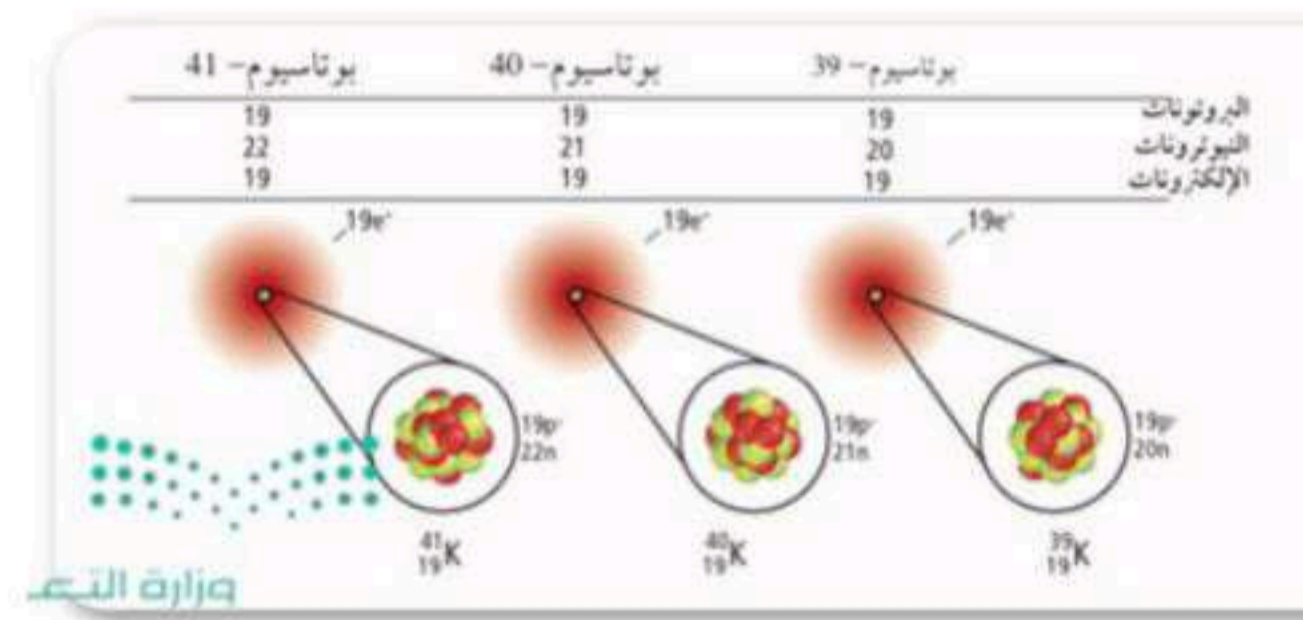 بوتاسيوم – 39 بوتاسيوم – 40 بوتاسيوم – 41
البروتونات 19 19 19
النيوترونات 20 21 22
الإلكترونات 19 19 19
19e⁻ 19e⁻ 19e⁻
19p⁺ 19p⁺ 19p⁺
20n 21n 22n
³⁹₁₉K ⁴⁰₁₉K ⁴¹₁₉K
وزارة